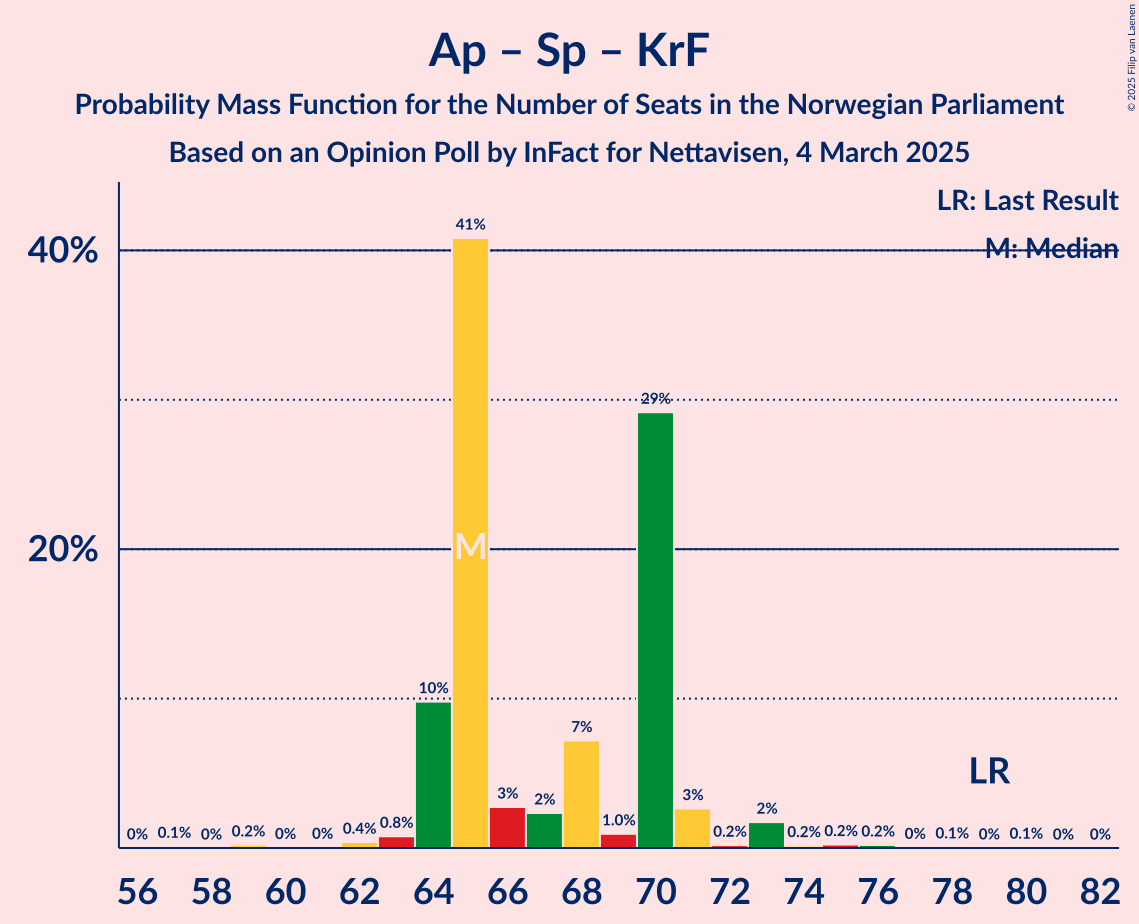 Ap – Sp – KrF
Probability Mass Function for the Number of Seats in the Norwegian Parliament
Based on an Opinion Poll by InFact for Nettavisen, 4 March 2025
© 2025 Filip van Laenen
LR: Last Result
M: Median
40%
20%
41%
29%
10%
7%
3%
2%
3%
2%
0% 0.1% 0% 0.2% 0% 0% 0.4% 0.8% 1.0% 0.2% 0.2% 0.2% 0.2% 0% 0.1% 0% 0.1% 0% 0%
M
LR
56 58 60 62 64 66 68 70 72 74 76 78 80 82